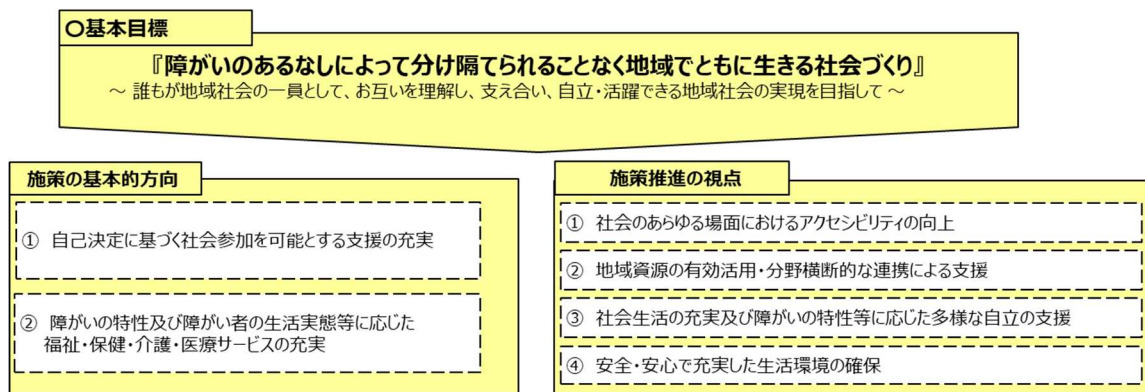 〇基本目標
『障がいのあるなしによって分け隔てられることなく地域でともに生きる社会づくり』
～ 誰もが地域社会の一員として、お互いを理解し、支え合い、自立・活躍できる地域社会の実現を目指して ～
施策の基本的方向
① 自己決定に基づく社会参加を可能とする支援の充実
② 障がいの特性及び障がい者の生活実態等に応じた
福祉・保健・介護・医療サービスの充実
施策推進の視点
① 社会のあらゆる場面におけるアクセシビリティの向上
② 地域資源の有効活用・分野横断的な連携による支援
③ 社会生活の充実及び障がいの特性等に応じた多様な自立の支援
④ 安全・安心で充実した生活環境の確保